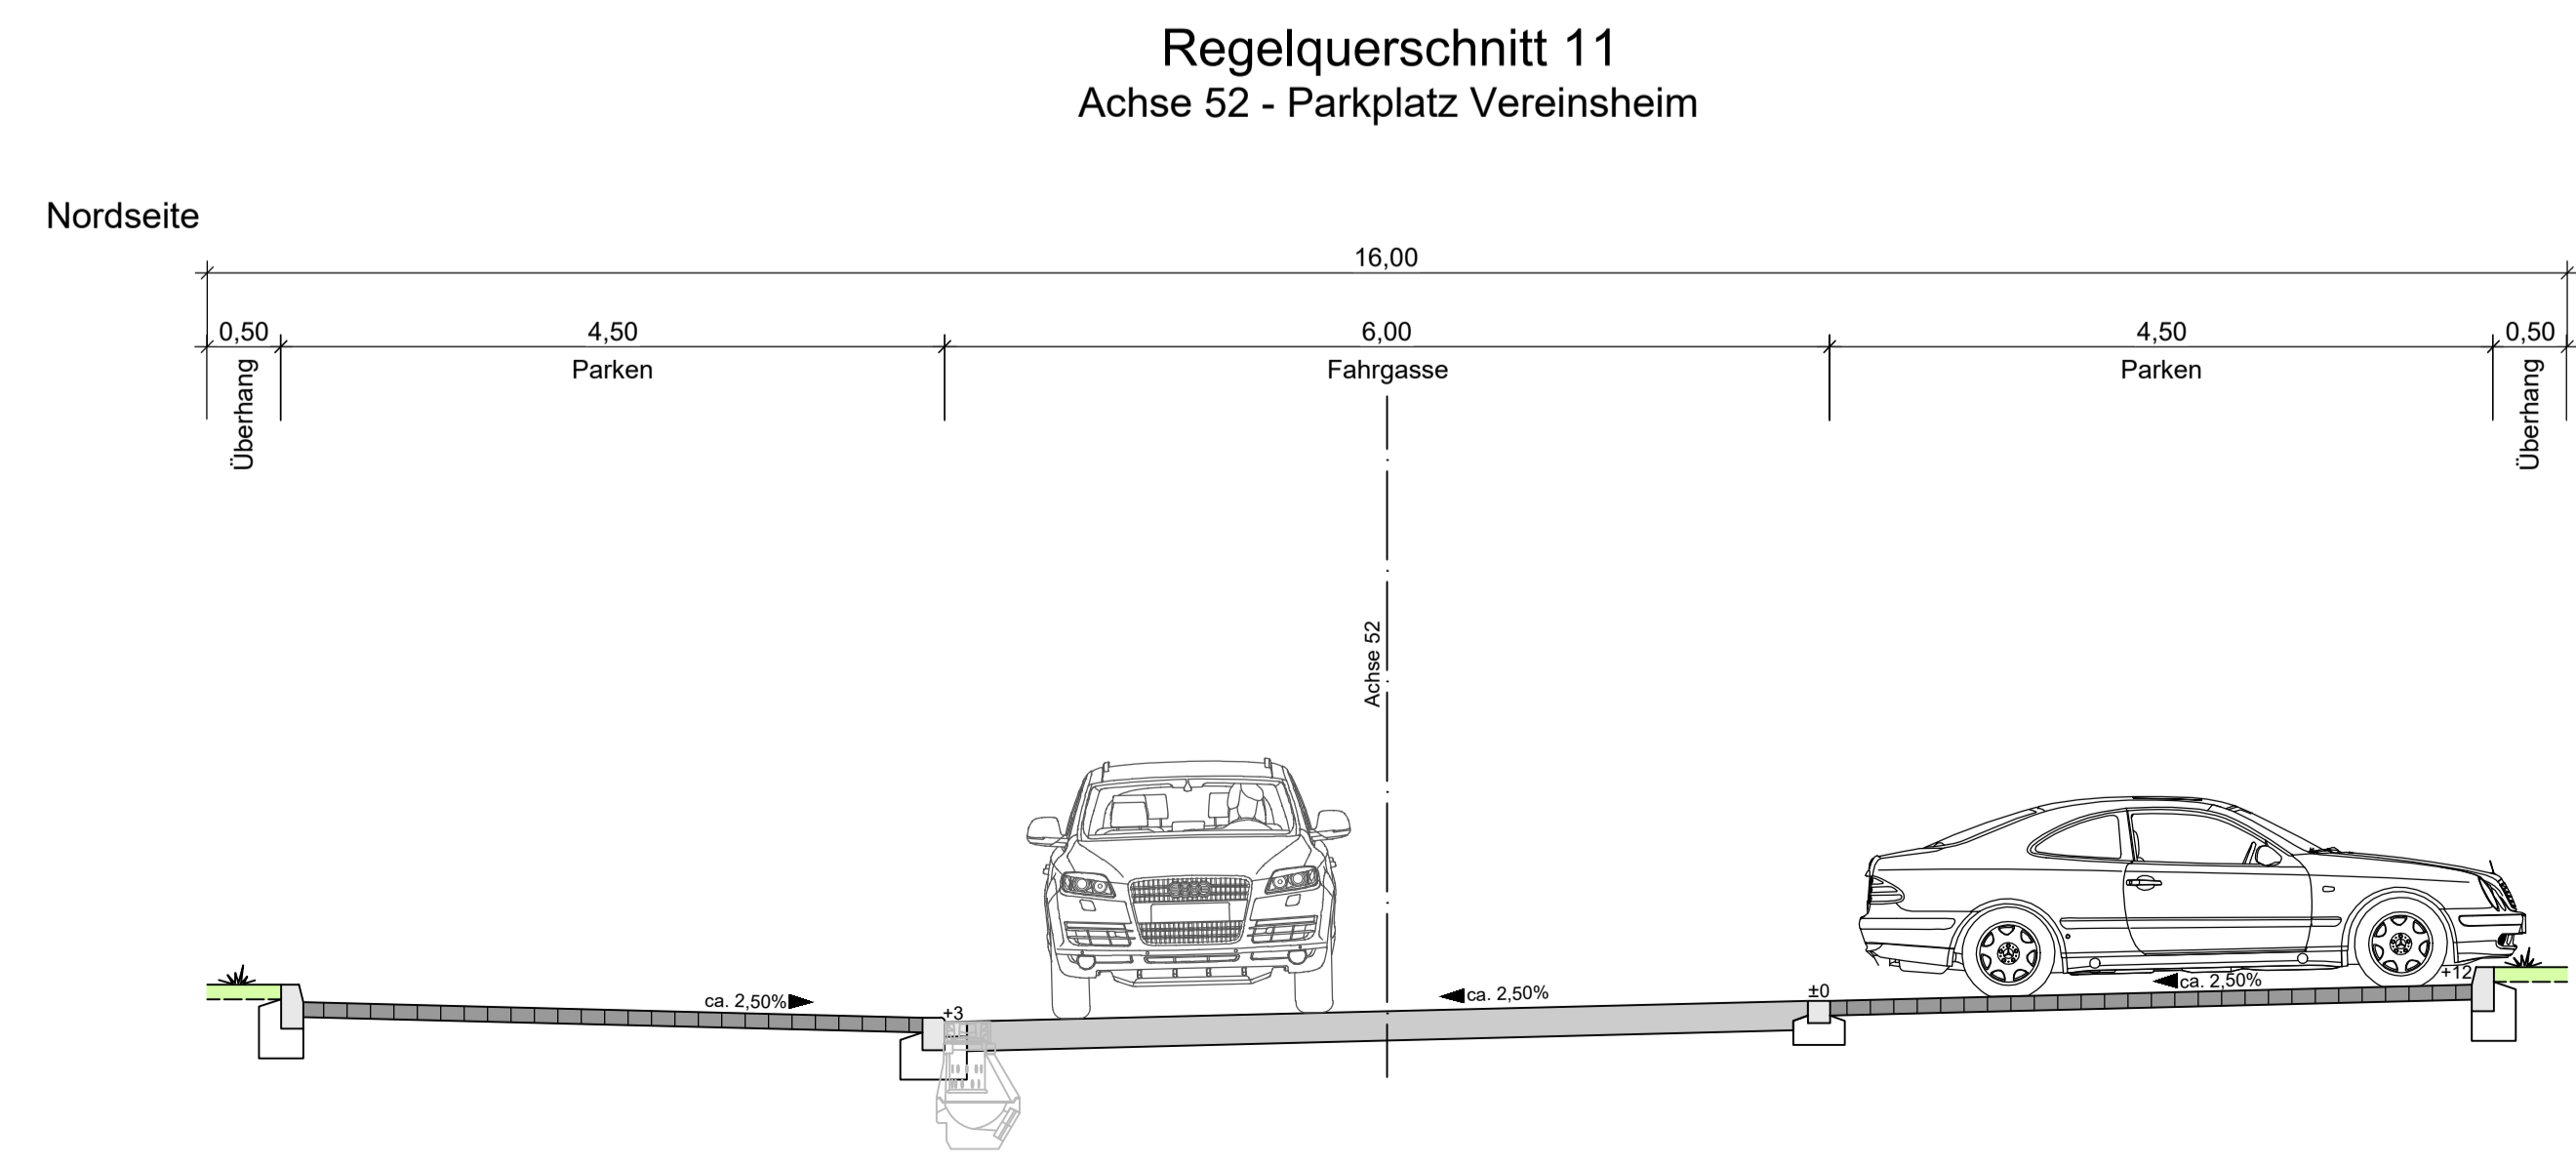 Regelquerschnitt 11
Achse 52 - Parkplatz Vereinsheim
Nordseite
16,00
0,50
4,50
6,00
4,50
0,50
Überhang
Parken
Fahrgasse
Parken
Überhang
Achse 52
ca. 2,50%
+3
ca. 2,50%
±0
ca. 2,50%
+12